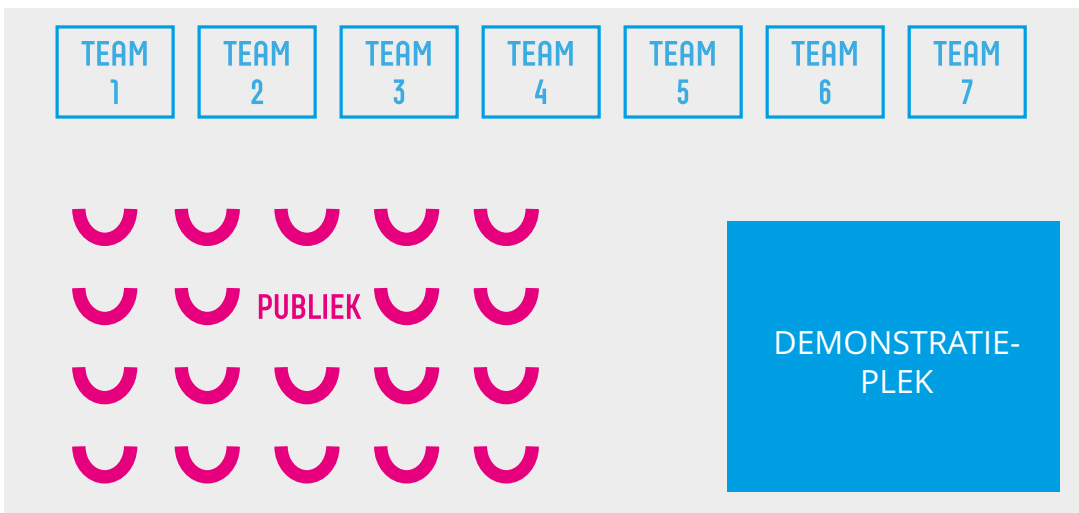 TEAM
1
TEAM
2
TEAM
3
TEAM
4
TEAM
5
TEAM
6
TEAM
7
PUBLIEK
DEMONSTRATIE-
PLEK